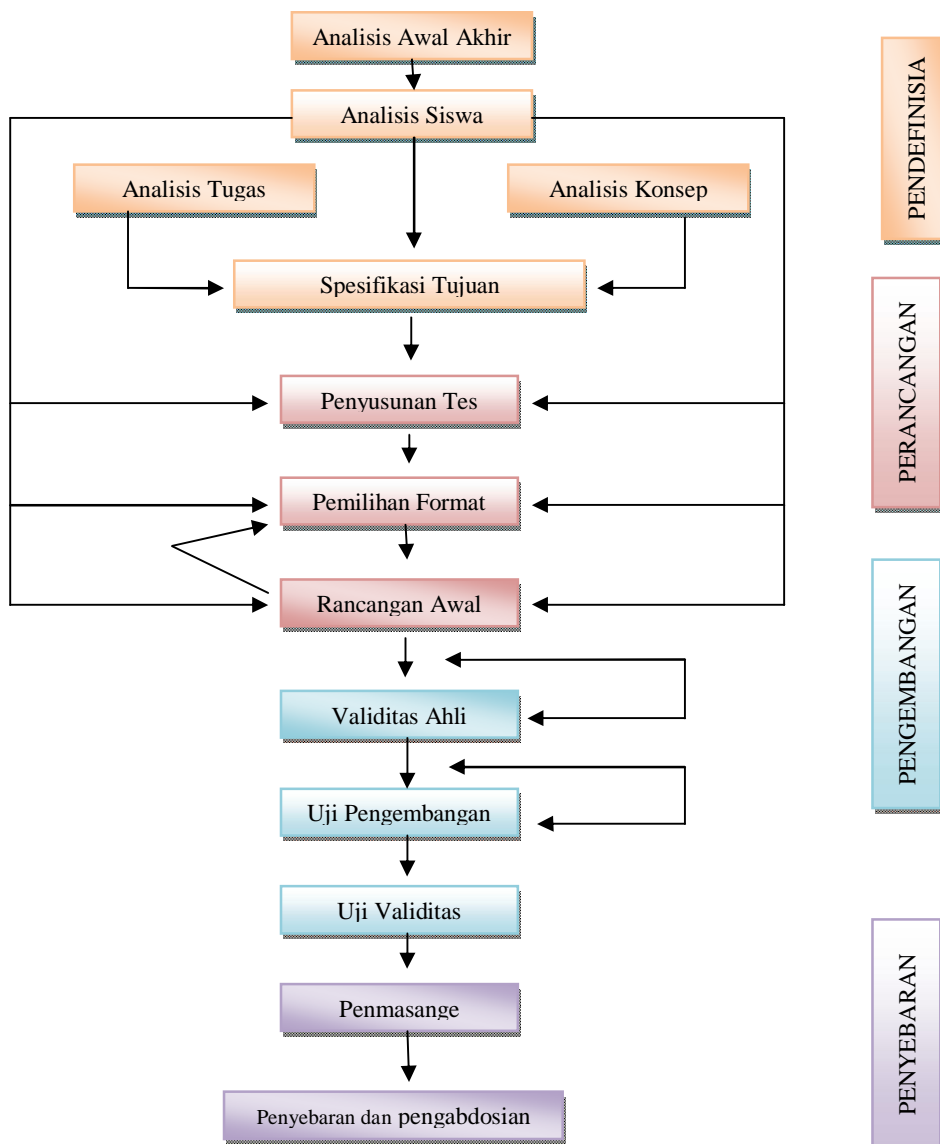 Analisis Awal Akhir
Analisis Siswa
Analisis Tugas
Analisis Konsep
Spesifikasi Tujuan
Penyusunan Tes
Pemilihan Format
Rancangan Awal
Validitas Ahli
Uji Pengembangan
Uji Validitas
Penmasange
Penyebaran dan pengabdosian
PENDEFINISIA
PERANCANGAN
PENGEMBANGAN
PENYEBARAN